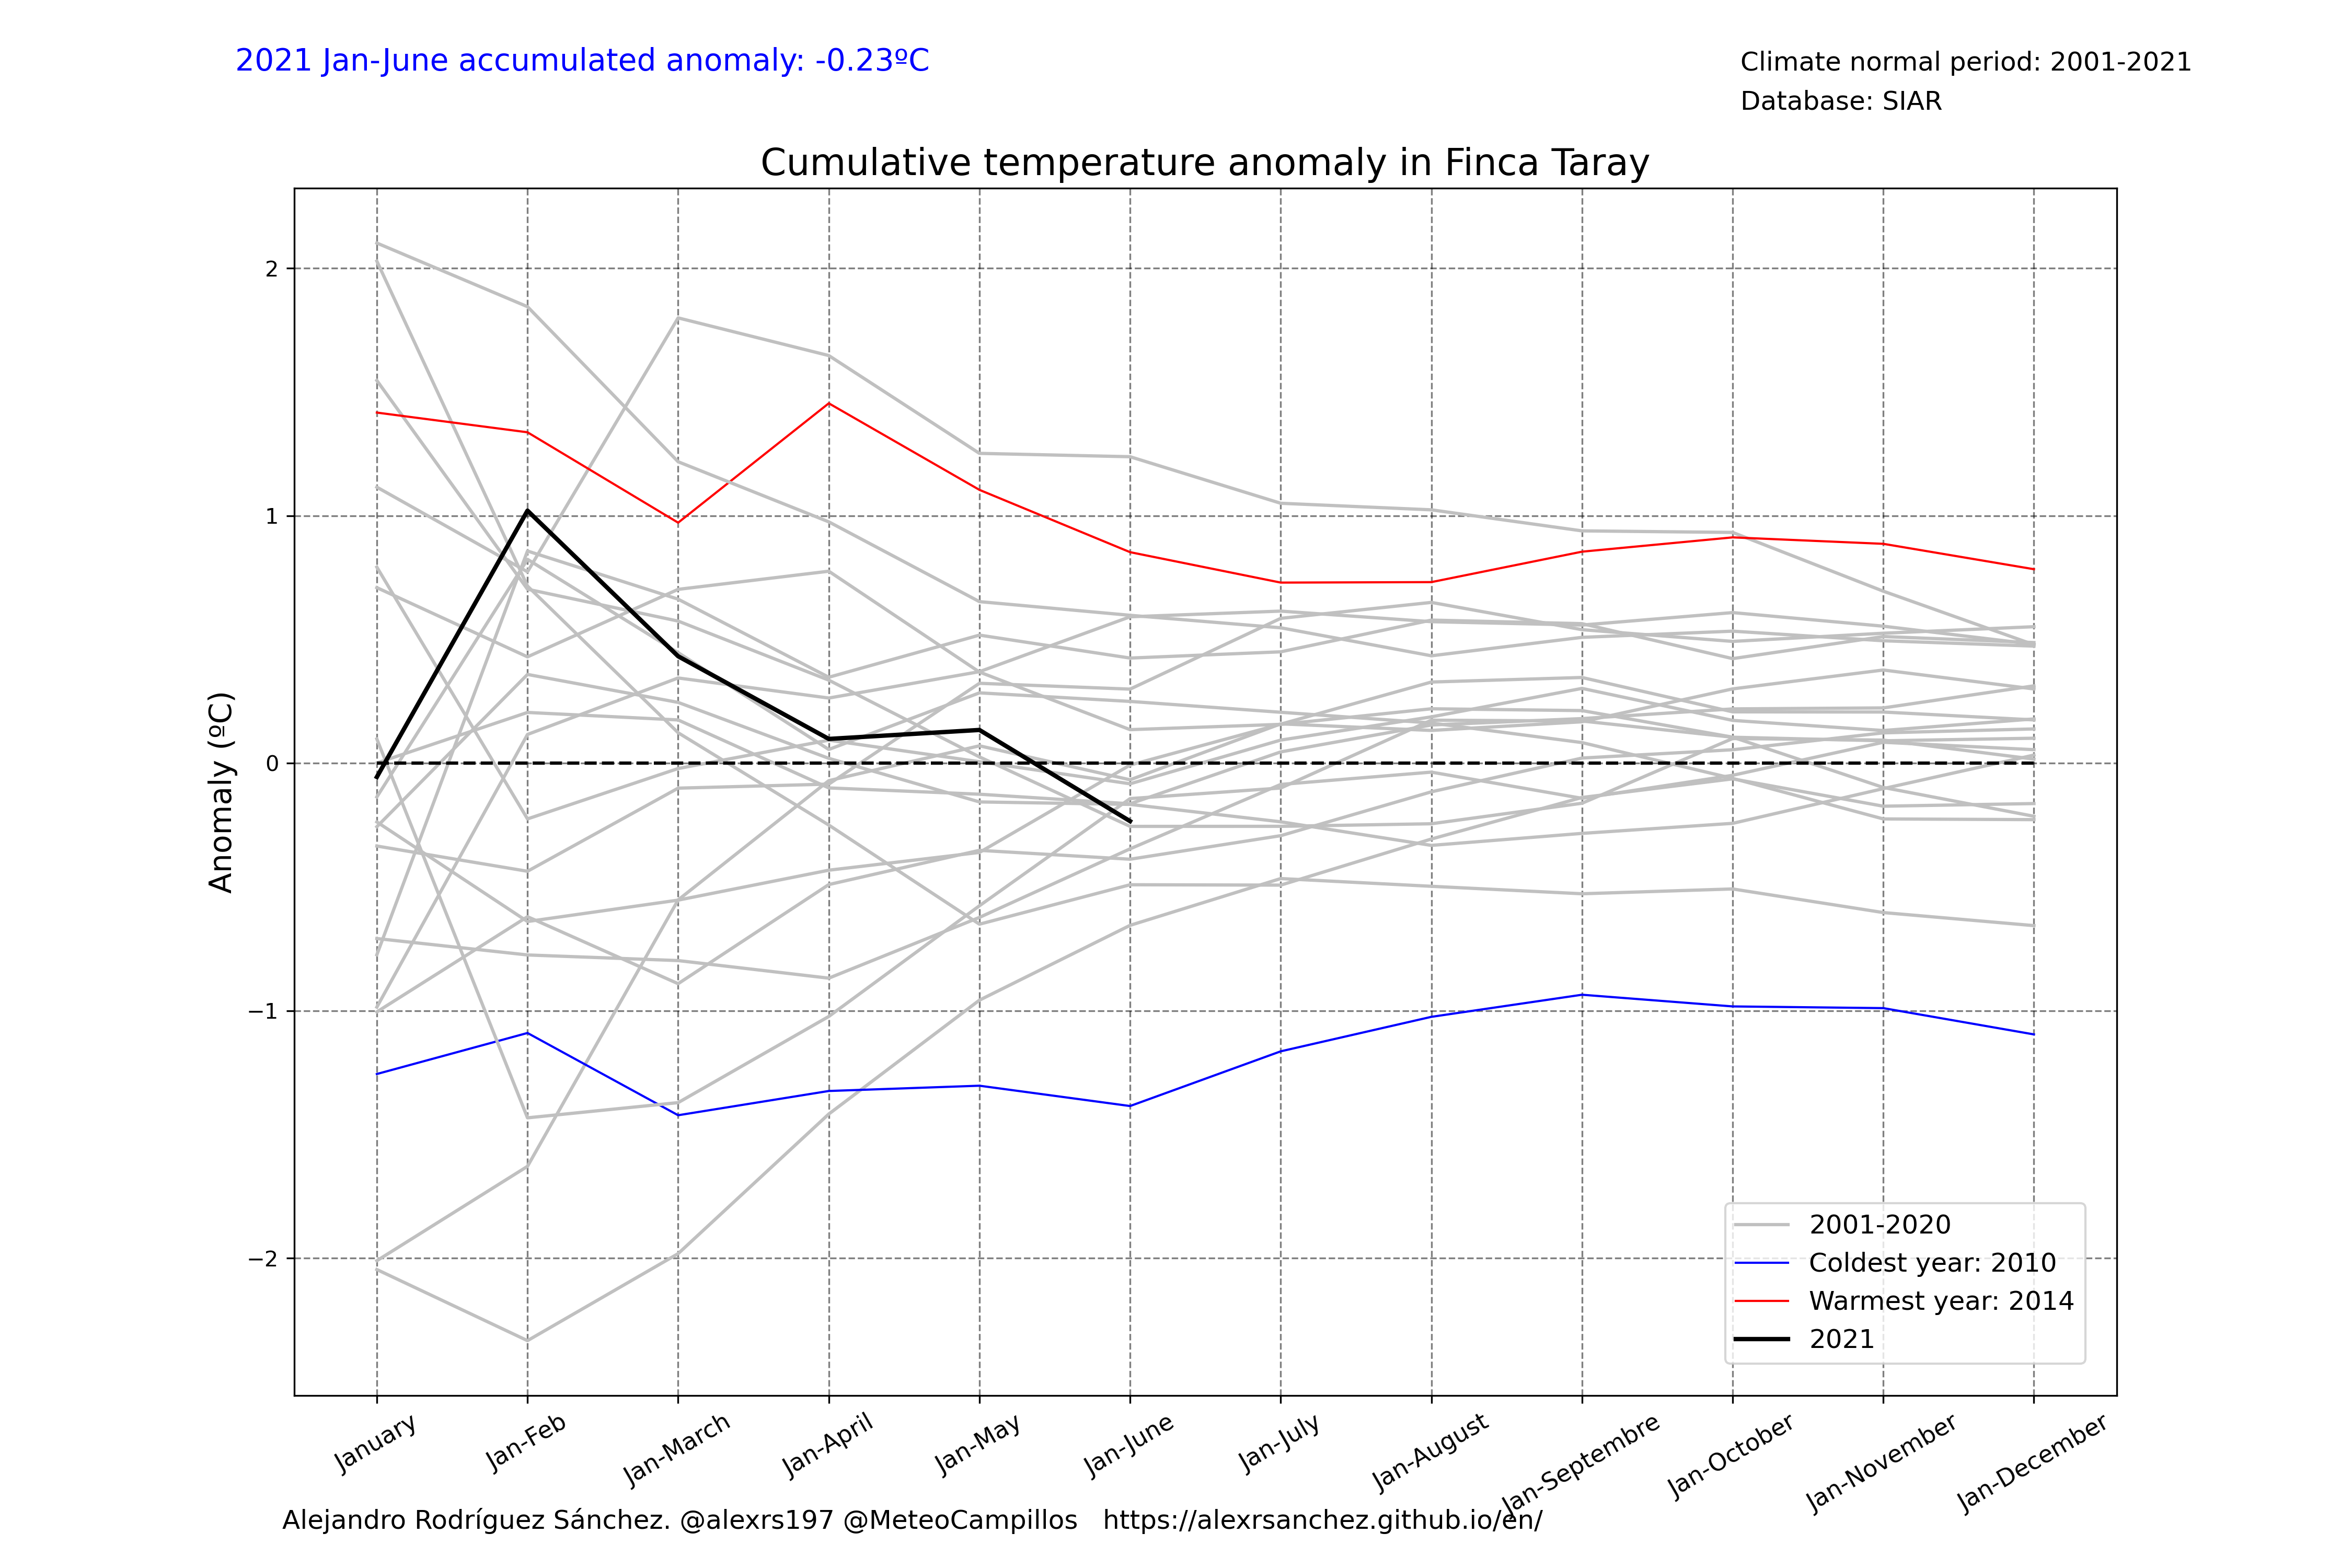 2021 Jan-June accumulated anomaly: -0.23ºC
Climate normal period: 2001-2021
Database: SIAR
Cumulative temperature anomaly in Finca Taray
Anomaly (ºC)
2
1
0
−1
−2
2001-2020
Coldest year: 2010
Warmest year: 2014
2021
January
Jan-Feb
Jan-March
Jan-April
Jan-May
Jan-June
Jan-July
Jan-August
Jan-Septembre
Jan-October
Jan-November
Jan-December
Alejandro Rodríguez Sánchez. @alexrs197 @MeteoCampillos   https://alexrsanchez.github.io/en/